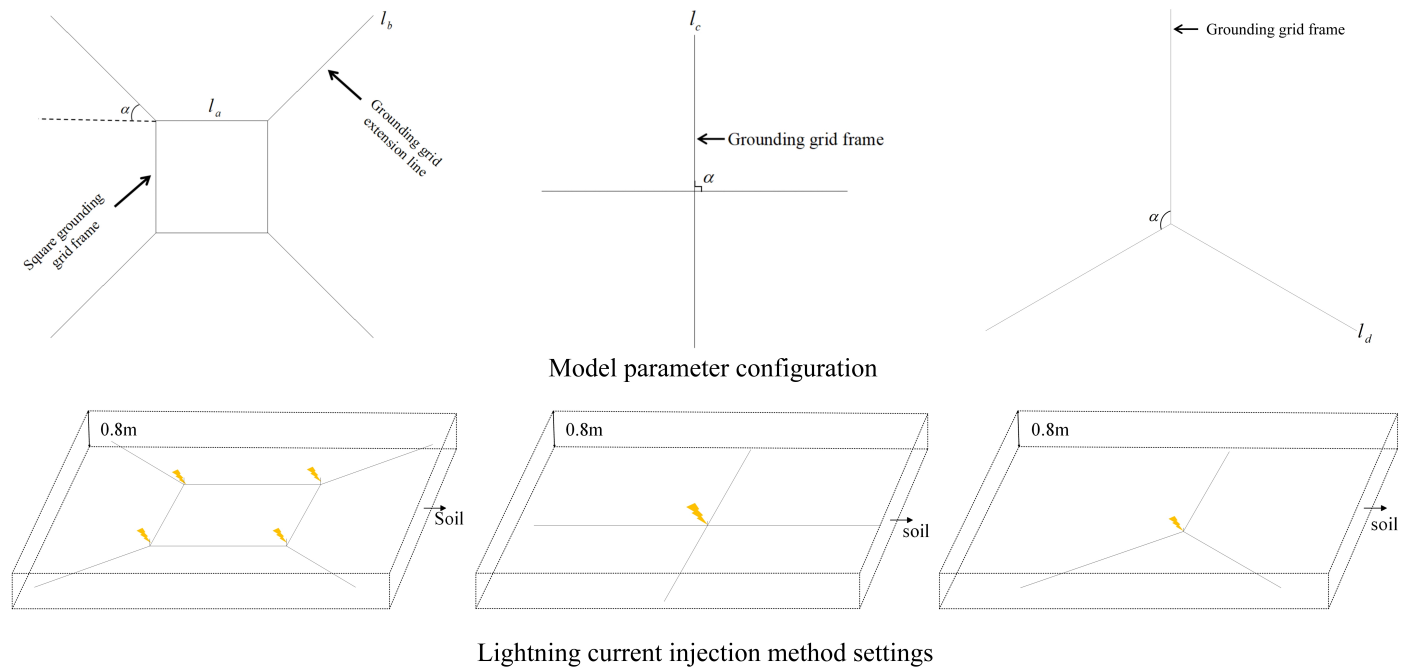 l_b
α
l_a
Grounding grid
extension line
Square grounding
grid frame
l_c
Grounding grid frame
α
Grounding grid frame
α
l_d
Model parameter configuration
0.8m
Soil
0.8m
soil
0.8m
soil
Lightning current injection method settings